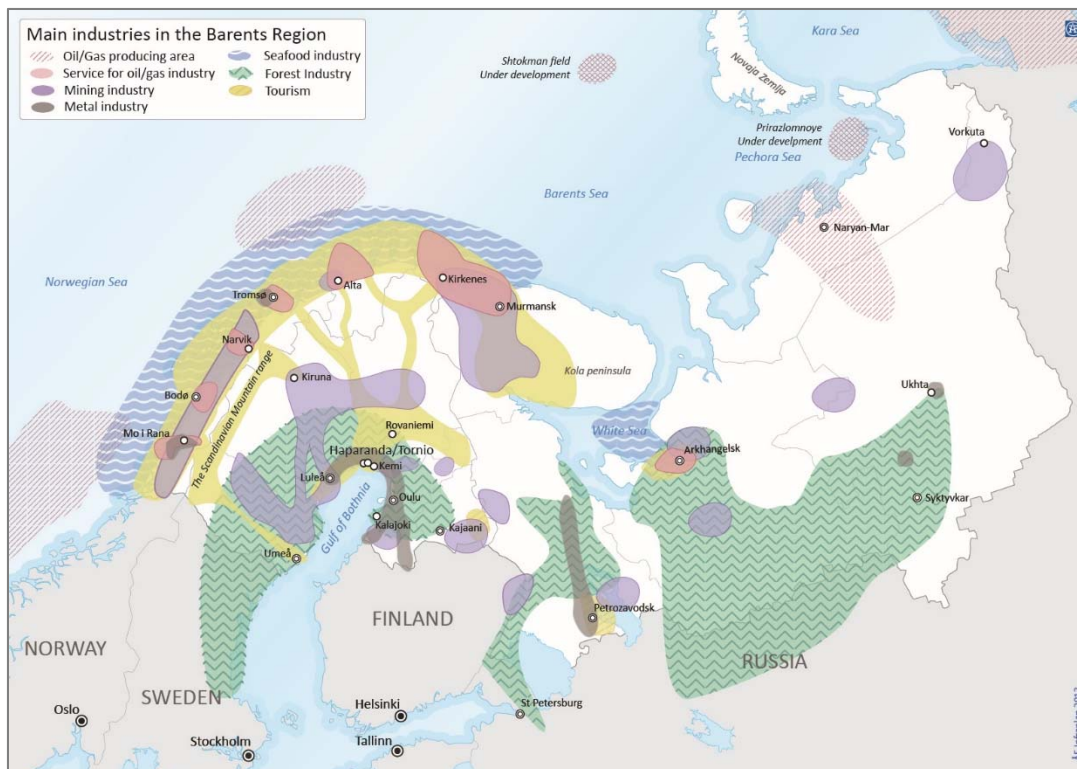 Main industries in the Barents Region
Oil/Gas producing area
Service for oil/gas industry
Mining industry
Metal industry
Seafood industry
Forest Industry
Tourism
Kara Sea
Shtokman field
Under development
Novaja Zemlja
Prirazlomnoye
Under develpment
Pechora Sea
Vorkuta
Barents Sea
Naryan-Mar
Norwegian Sea
Tromsø
Alta
Kirkenes
Murmansk
Narvik
Kola peninsula
Kiruna
Bodø
The Scandinavian Mountain range
Mo i Rana
Rovaniemi
White Sea
Ukhta
Haparanda/Tornio
Kemi
Arkhangelsk
Luleå
Oulu
Syktyvkar
Gulf of Bothnia
Kalajoki
Kajaani
Umeå
Petrozavodsk
FINLAND
NORWAY
SWEDEN
RUSSIA
Oslo
Helsinki
St Petersburg
Stockholm
Tallinn